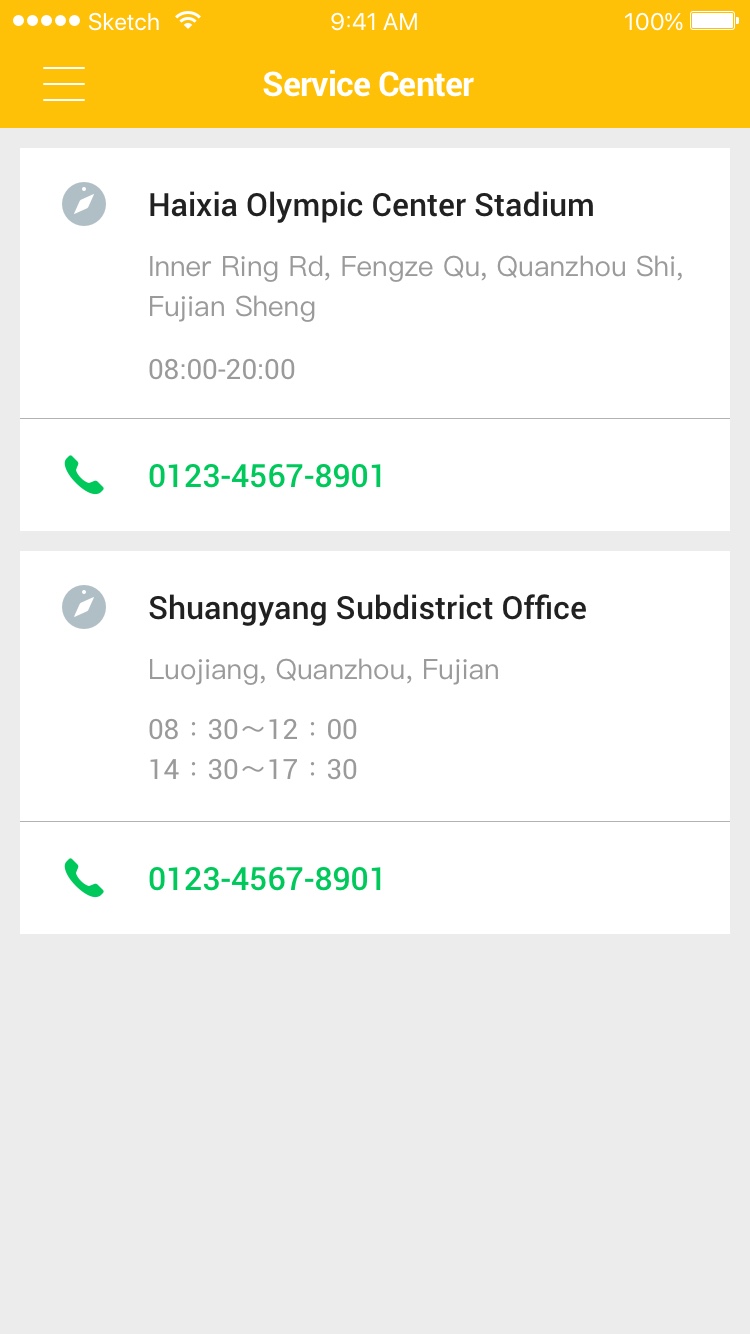 Sketch 9:41 AM 100%
Service Center
Haixia Olympic Center Stadium
Inner Ring Rd, Fengze Qu, Quanzhou Shi,
Fujian Sheng
08:00-20:00
0123-4567-8901
Shuangyang Subdistrict Office
Luojiang, Quanzhou, Fujian
08：30～12：00
14：30～17：30
0123-4567-8901